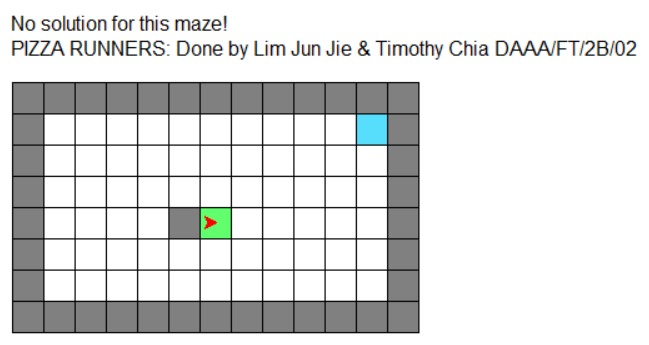 No solution for this maze!
PIZZA RUNNERS: Done by Lim Jun Jie & Timothy Chia DAAA/FT/2B/02